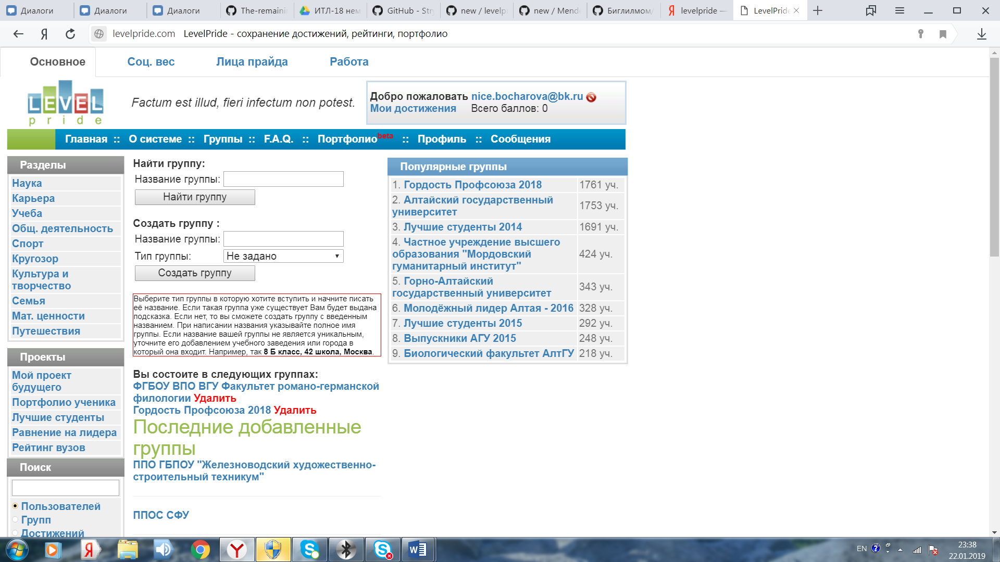 Диалоги
Диалоги
Диалоги
The-remaini
ИТЛ-18 нем
GitHub - Stry
new / levelp
new / Mende
Биглилмом/
levelpride —
LevelPride
levelpride.com LevelPride - сохранение достижений, рейтинги, портфолио
Основное Соц. вес Лица прайда Работа
LEVEL
pride
Factum est illud, fieri infectum non potest.
Добро пожаловать nice.bocharova@bk.ru
Мои достижения Всего баллов: 0
Главная :: О системе :: Группы :: F.A.Q. :: Портфолио beta :: Профиль :: Сообщения
Разделы
Наука
Карьера
Учеба
Общ. деятельность
Спорт
Кругозор
Культура и
творчество
Семья
Мат. ценности
Путешествия
Проекты
Мой проект
будущего
Портфолио ученика
Лучшие студенты
Равнение на лидера
Рейтинг вузов
Поиск
Пользователей
Групп
Достижений
Найти группу:
Название группы:
Найти группу
Создать группу :
Название группы:
Тип группы: Не задано
Создать группу
Выберите тип группы в которую хотите вступить и начните писать
её название. Если такая группа уже существует Вам будет выдана
подсказка. Если нет, то вы сможете создать группу с введенным
названием. При написании названия указывайте полное имя
группы. Если название вашей группы не является уникальным,
уточните его добавлением учебного заведения или города в
который она входит. Например, так 8 Б класс, 42 школа, Москва.
Вы состоите в следующих группах:
ФГБОУ ВПО ВГУ Факультет романо-германской
филологии Удалить
Гордость Профсоюза 2018 Удалить
Последние добавленные
группы
ППО ГБПОУ "Железноводский художественно-
строительный техникум"
ППОС СФУ
Популярные группы
1. Гордость Профсоюза 2018 1761 уч.
2. Алтайский государственный
университет 1753 уч.
3. Лучшие студенты 2014 1691 уч.
4. Частное учреждение высшего
образования "Мордовский
гуманитарный институт" 424 уч.
5. Горно-Алтайский
государственный университет 343 уч.
6. Молодёжный лидер Алтая - 2016 328 уч.
7. Лучшие студенты 2015 292 уч.
8. Выпускники АГУ 2015 248 уч.
9. Биологический факультет АлтГУ 218 уч.
EN
23:38
22.01.2019